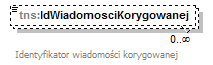 tns:IdWiadomosciKorygowanej
0..∞
Identyfikator wiadomości korygowanej